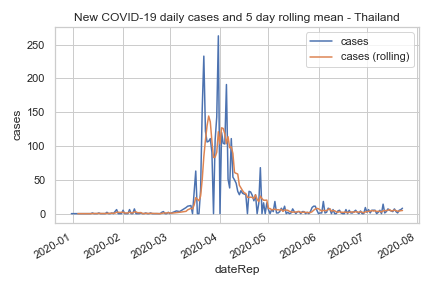 New COVID-19 daily cases and 5 day rolling mean - Thailand
cases
cases (rolling)
250
200
150
100
50
0
cases
2020-01
2020-02
2020-03
2020-04
2020-05
2020-06
2020-07
2020-08
dateRep